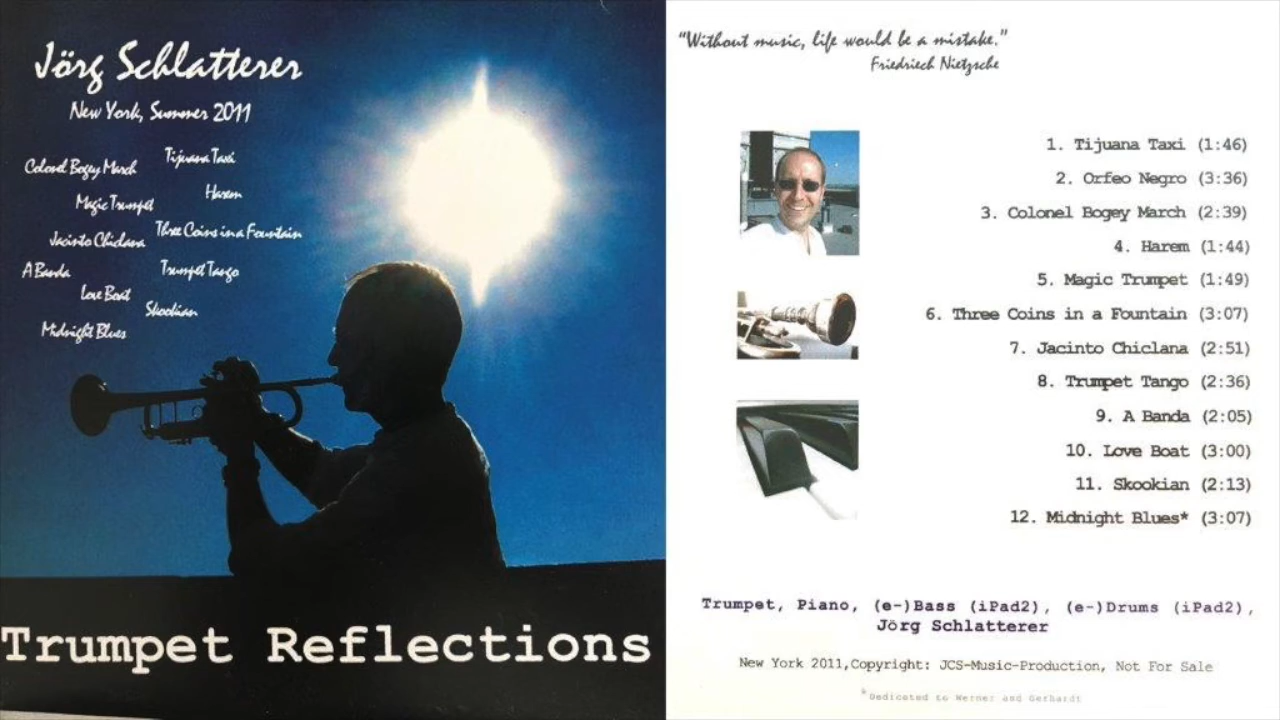 Jörg Schlatterer
New York, Summer 2011
Tijuana Taxi
Colonel Bogey March
Harem
Magic Trumpet
Three Coins in a Fountain
Jacinto Chiclana
A Banda
Trumpet Tango
Love Boat
Skookian
Midnight Blues
Trumpet Reflections
"Without music, life would be a mistake."
Friedriech Nietzsche
1. Tijuana Taxi (1:46)
2. Orfeo Negro (3:36)
3. Colonel Bogey March (2:39)
4. Harem (1:44)
5. Magic Trumpet (1:49)
6. Three Coins in a Fountain (3:07)
7. Jacinto Chiclana (2:51)
8. Trumpet Tango (2:36)
9. A Banda (2:05)
10. Love Boat (3:00)
11. Skookian (2:13)
12. Midnight Blues* (3:07)
Trumpet, Piano, (e-)Bass (iPad2), (e-)Drums (iPad2),
Jörg Schlatterer
New York 2011,Copyright: JCS-Music-Production, Not For Sale
*Dedicated to Werner and Gerhardt